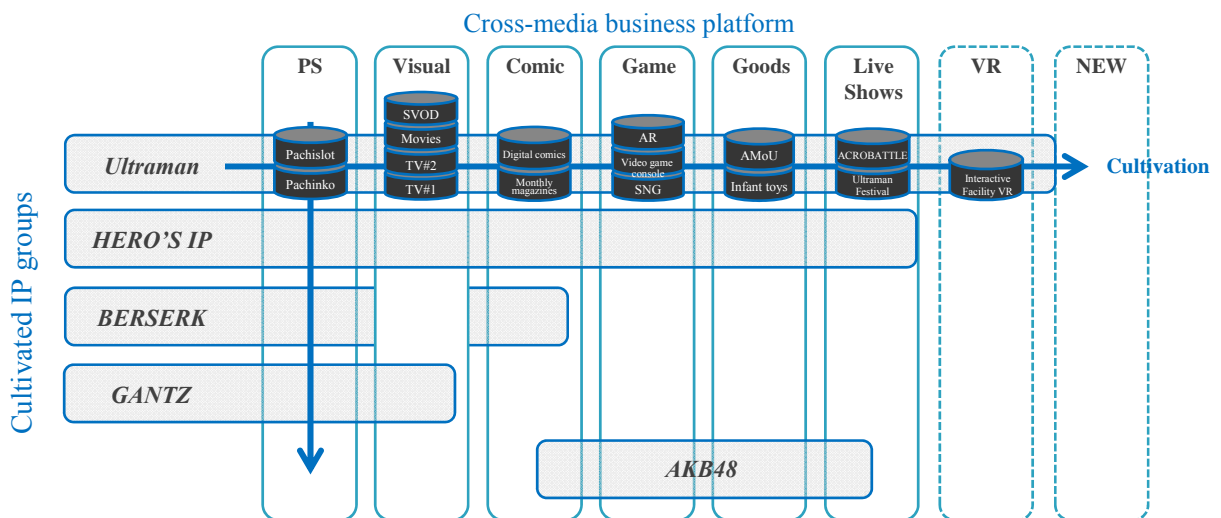 Cross-media business platform
PS
Visual
Comic
Game
Goods
Live
Shows
VR
NEW
Cultivated IP groups
Ultraman
Pachislot
Pachinko
SVOD
Movies
TV#2
TV#1
Digital comics
Monthly
magazines
AR
Video game
console
SNG
AMoU
Infant toys
ACROBATTLE
Ultraman
Festival
Interactive
Facility VR
Cultivation
HERO'S IP
BERSERK
GANTZ
AKB48